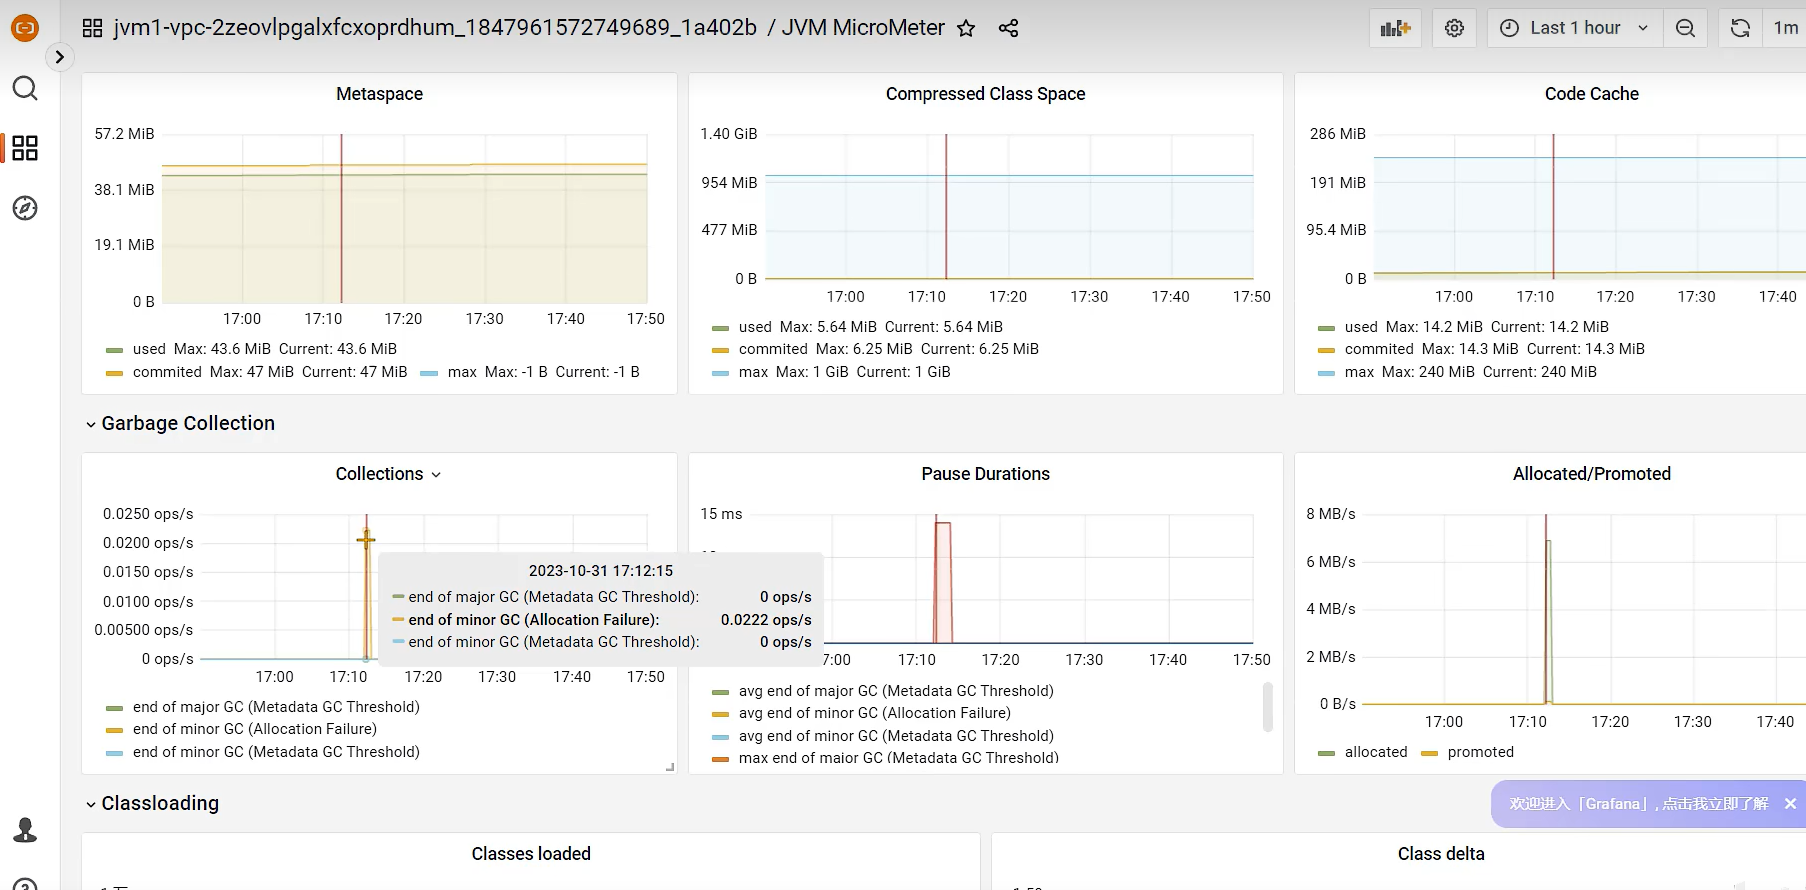 jvm1-vpc-2zeovlpgalxfcxoprdhum_1847961572749689_1a402b / JVM MicroMeter
Last 1 hour
1m
Metaspace
57.2 MiB
38.1 MiB
19.1 MiB
0 B
17:00 17:10 17:20 17:30 17:40 17:50
used Max: 43.6 MiB Current: 43.6 MiB
commited Max: 47 MiB Current: 47 MiB max Max: -1 B Current: -1 B
Compressed Class Space
1.40 GiB
954 MiB
477 MiB
0 B
17:00 17:10 17:20 17:30 17:40 17:50
used Max: 5.64 MiB Current: 5.64 MiB
commited Max: 6.25 MiB Current: 6.25 MiB
max Max: 1 GiB Current: 1 GiB
Code Cache
286 MiB
191 MiB
95.4 MiB
0 B
17:00 17:10 17:20 17:30 17:40
used Max: 14.2 MiB Current: 14.2 MiB
commited Max: 14.3 MiB Current: 14.3 MiB
max Max: 240 MiB Current: 240 MiB
Garbage Collection
Collections
0.0250 ops/s
0.0200 ops/s
0.0150 ops/s
0.0100 ops/s
0.00500 ops/s
0 ops/s
17:00 17:10 17:20 17:30 17:40 17:50
end of major GC (Metadata GC Threshold)
end of minor GC (Allocation Failure)
end of minor GC (Metadata GC Threshold)
2023-10-31 17:12:15
end of major GC (Metadata GC Threshold): 0 ops/s
end of minor GC (Allocation Failure): 0.0222 ops/s
end of minor GC (Metadata GC Threshold): 0 ops/s
Pause Durations
15 ms
17:10 17:20 17:30 17:40 17:50
avg end of major GC (Metadata GC Threshold)
avg end of minor GC (Allocation Failure)
avg end of minor GC (Metadata GC Threshold)
max end of major GC (Metadata GC Threshold)
Allocated/Promoted
8 MB/s
6 MB/s
4 MB/s
2 MB/s
0 B/s
17:00 17:10 17:20 17:30 17:40
allocated promoted
欢迎进入「Grafana」, 点击我立即了解
Classloading
Classes loaded
Class delta